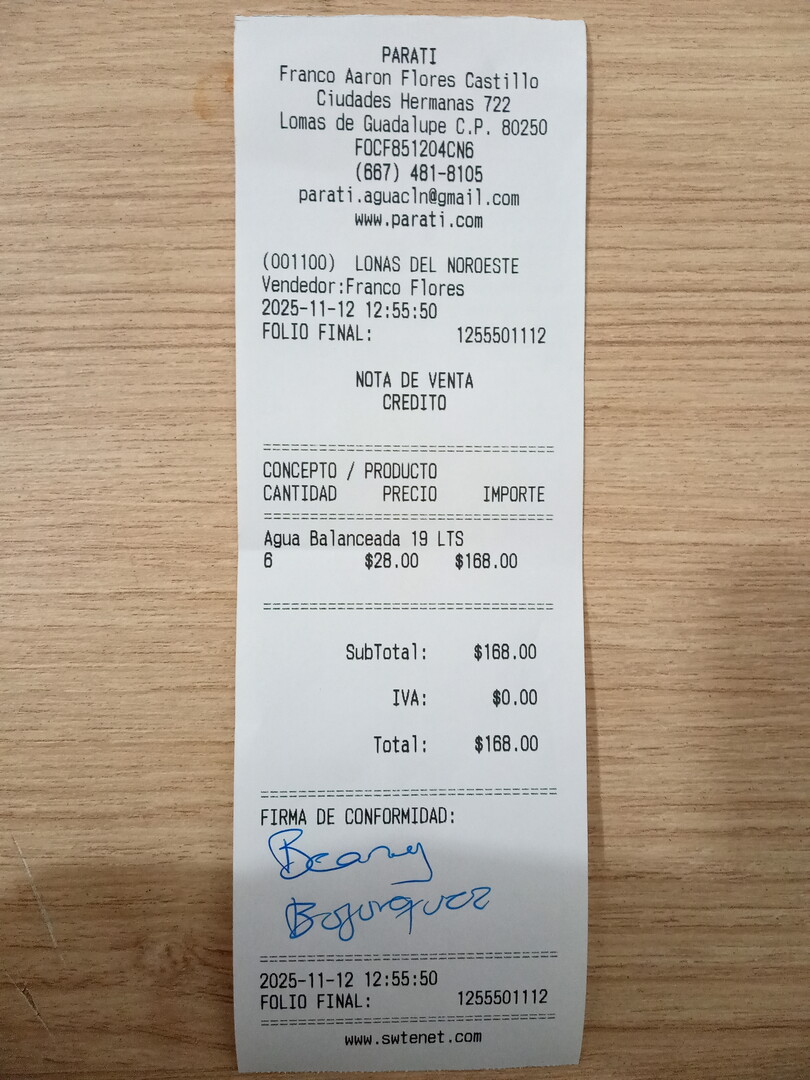 PARATI
Franco Aaron Flores Castillo
Ciudades Hermanas 722
Lomas de Guadalupe C.P. 80250
FOCF851204CN6
(667) 481-8105
parati.aguacln@gmail.com
www.parati.com
(001100) LONAS DEL NOROESTE
Vendedor:Franco Flores
2025-11-12 12:55:50
FOLIO FINAL: 1255501112
NOTA DE VENTA
CREDITO
================================
CONCEPTO / PRODUCTO
CANTIDAD PRECIO IMPORTE
================================
Agua Balanceada 19 LTS
6 $28.00 $168.00
================================
SubTotal: $168.00
IVA: $0.00
Total: $168.00
================================
FIRMA DE CONFORMIDAD:
Bojorquez
================================
2025-11-12 12:55:50
FOLIO FINAL: 1255501112
================================
www.swtenet.com